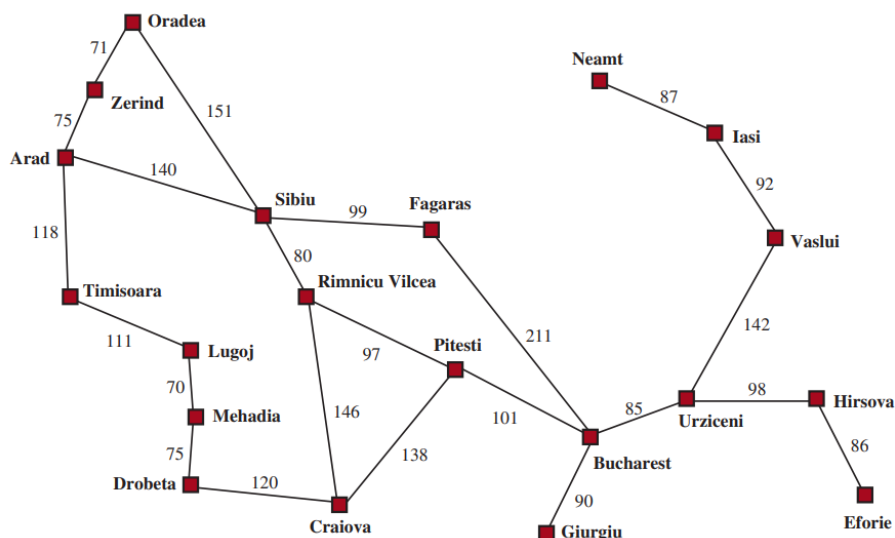 Oradea
71
Neamt
87
Zerind
151
Iasi
75
Arad
140
92
Sibiu
99
Fagaras
118
Vaslui
80
Timisoara
Rimnicu Vilcea
142
111
Lugoj
97
Pitesti
211
70
98
Hirsova
Mehadia
146
101
85
Urziceni
75
138
Bucharest
86
Drobeta
120
90
Craiova
Giurgiu
Eforie